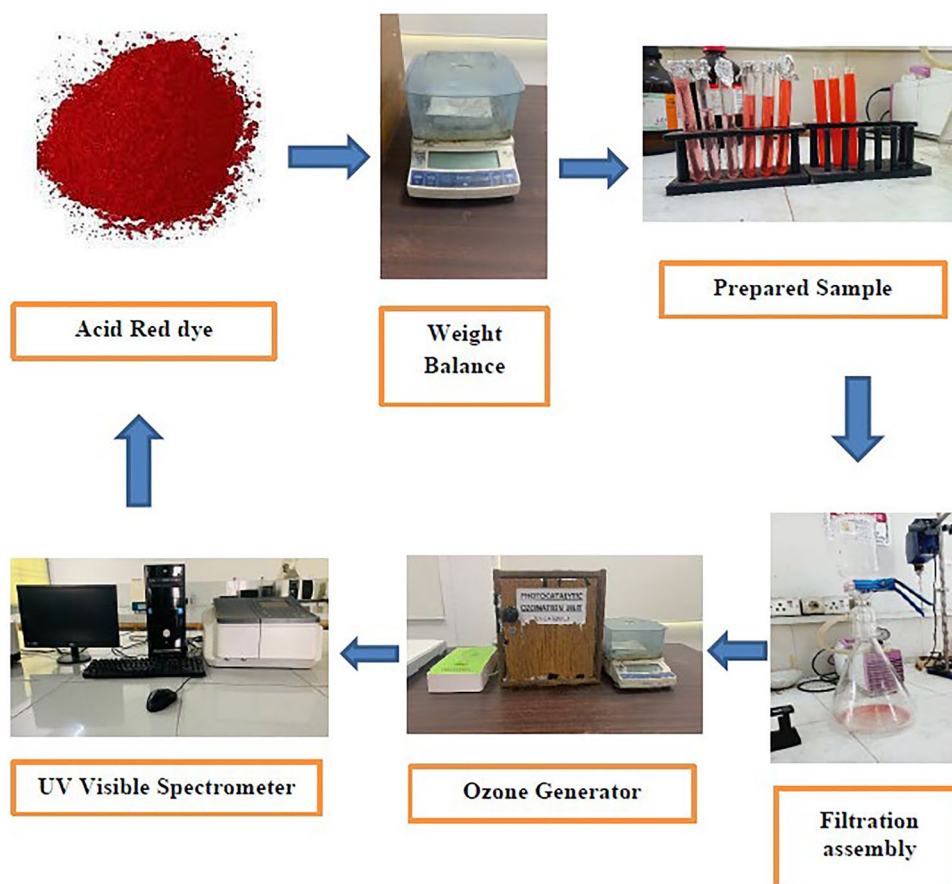 Acid Red dye
Weight
Balance
Prepared Sample
PHOTOCATALYTIC
OZONATION UNIT
UV Visible Spectrometer
Ozone Generator
Filtration
assembly